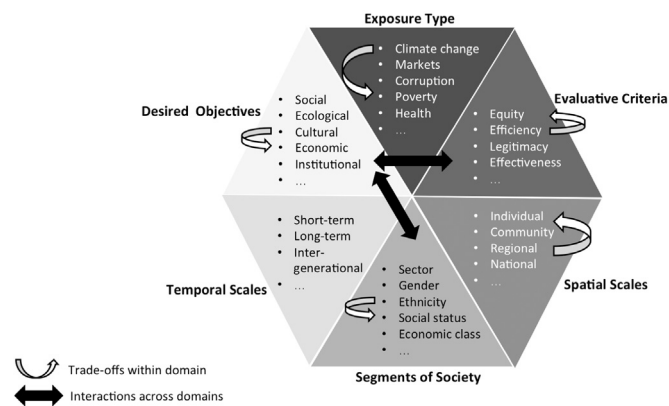 Exposure Type
• Climate change
• Markets
• Corruption
• Poverty
• Health
• ...
Desired Objectives
• Social
• Ecological
• Cultural
• Economic
• Institutional
• ...
Evaluative Criteria
• Equity
• Efficiency
• Legitimacy
• Effectiveness
• ...
Temporal Scales
• Short-term
• Long-term
• Inter-
generational
• ...
Segments of Society
• Sector
• Gender
• Ethnicity
• Social status
• Economic class
• ...
Spatial Scales
• Individual
• Community
• Regional
• National
• ...
Trade-offs within domain
Interactions across domains